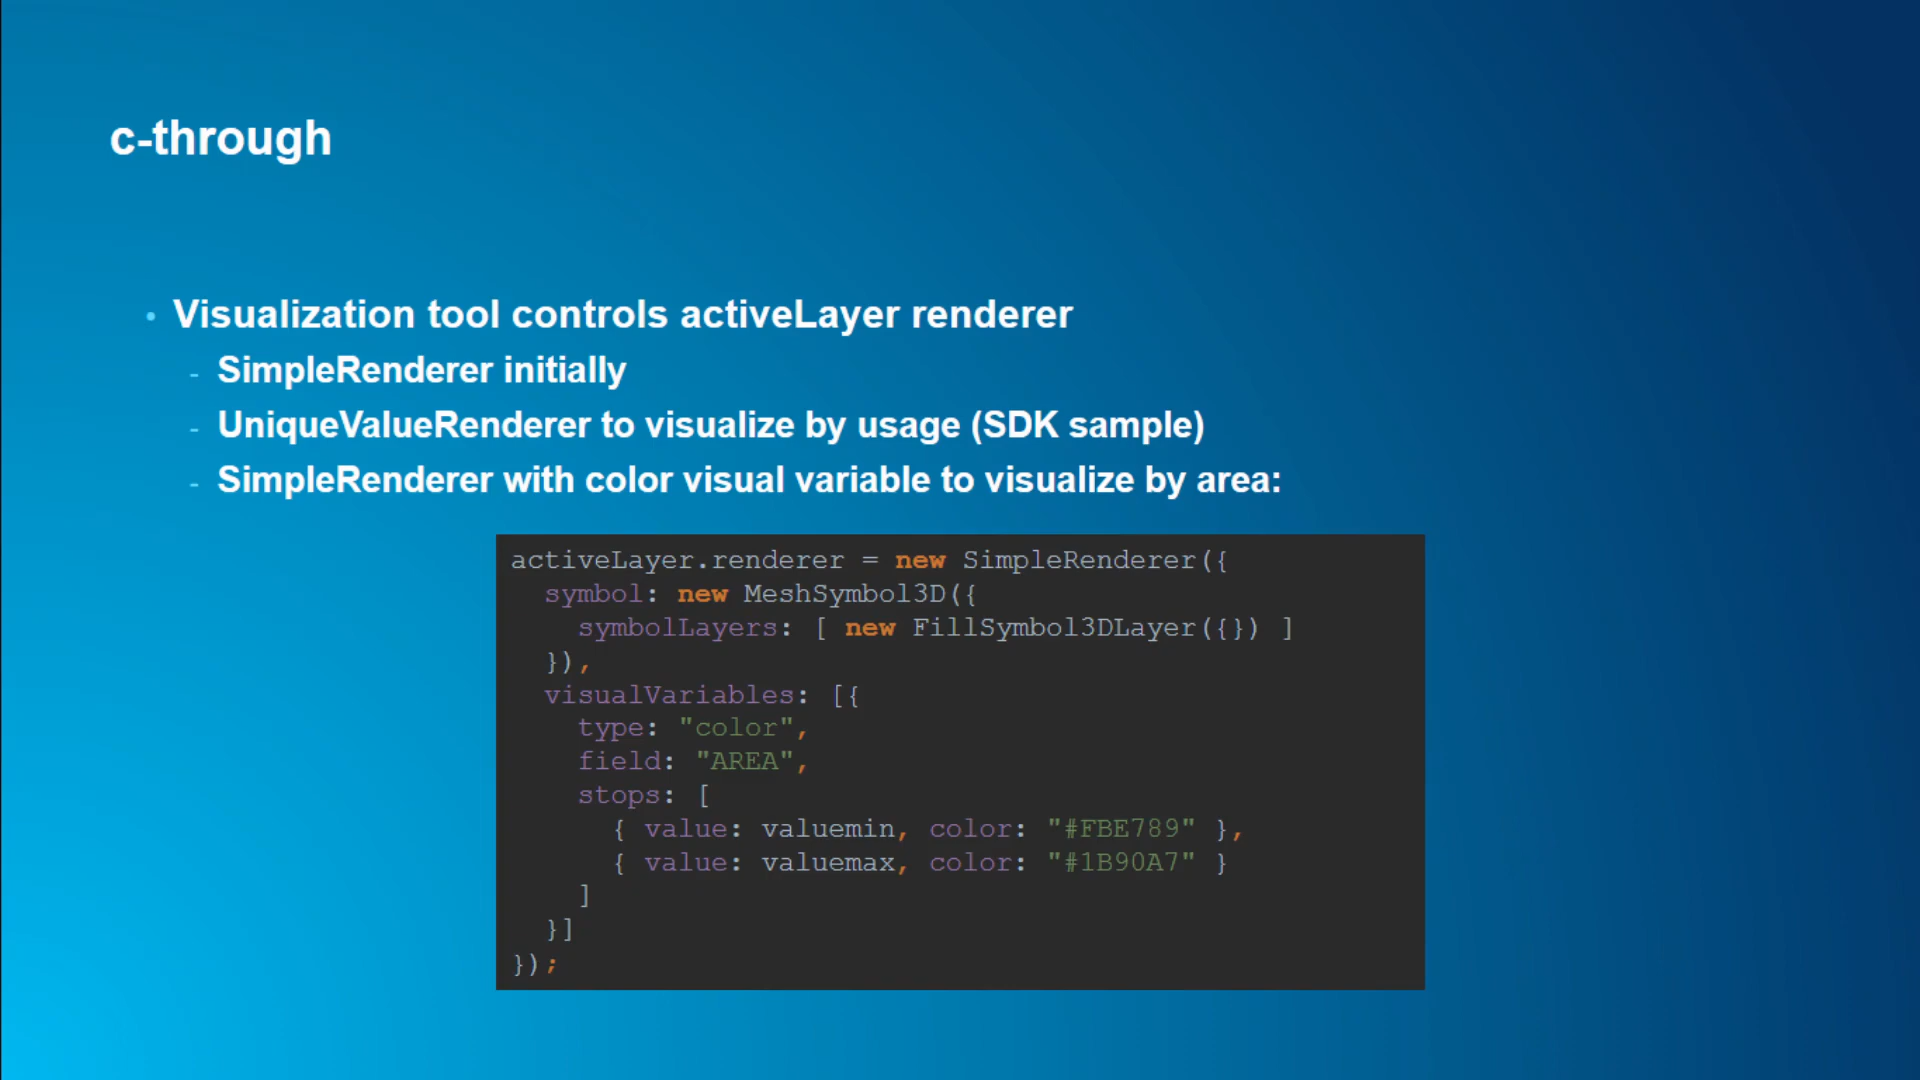 c-through
• Visualization tool controls activeLayer renderer
- SimpleRenderer initially
- UniqueValueRenderer to visualize by usage (SDK sample)
- SimpleRenderer with color visual variable to visualize by area:
activeLayer.renderer = new SimpleRenderer({
  symbol: new MeshSymbol3D({
    symbolLayers: [ new FillSymbol3DLayer({}) ]
  }),
  visualVariables: [{
    type: "color",
    field: "AREA",
    stops: [
      { value: valuemin, color: "#FBE789" },
      { value: valuemax, color: "#1B90A7" }
    ]
  }]
});